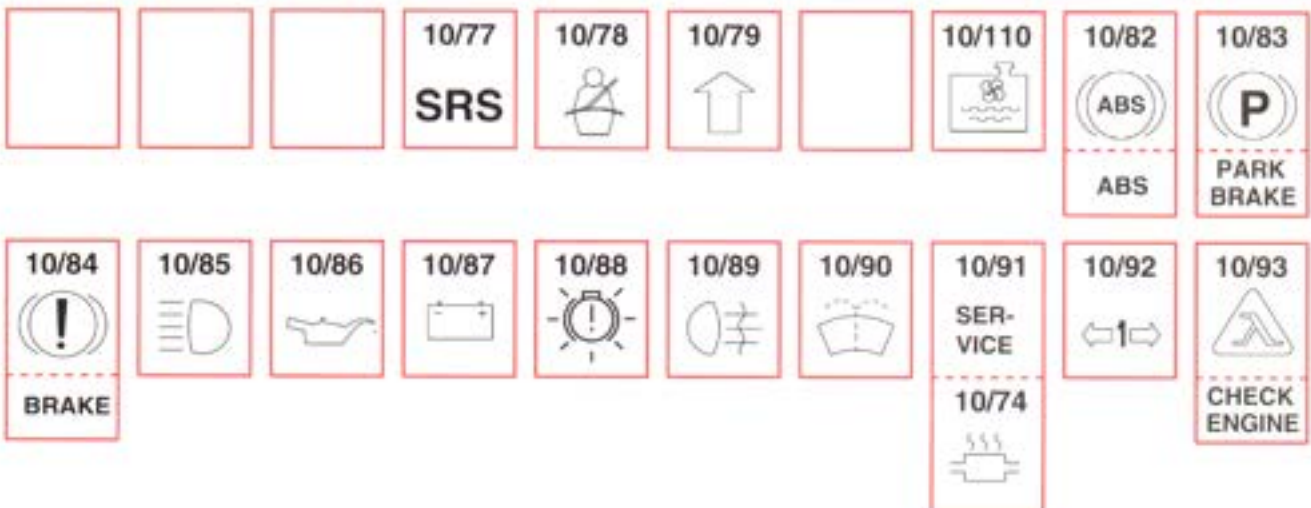 10/77 10/78 10/79 10/110 10/82 10/83
SRS ABS P
ABS PARK
BRAKE
10/84 10/85 10/86 10/87 10/88 10/89 10/90 10/91 10/92 10/93
! - + ! SER-
VICE 1 λ
BRAKE 10/74 CHECK
ENGINE